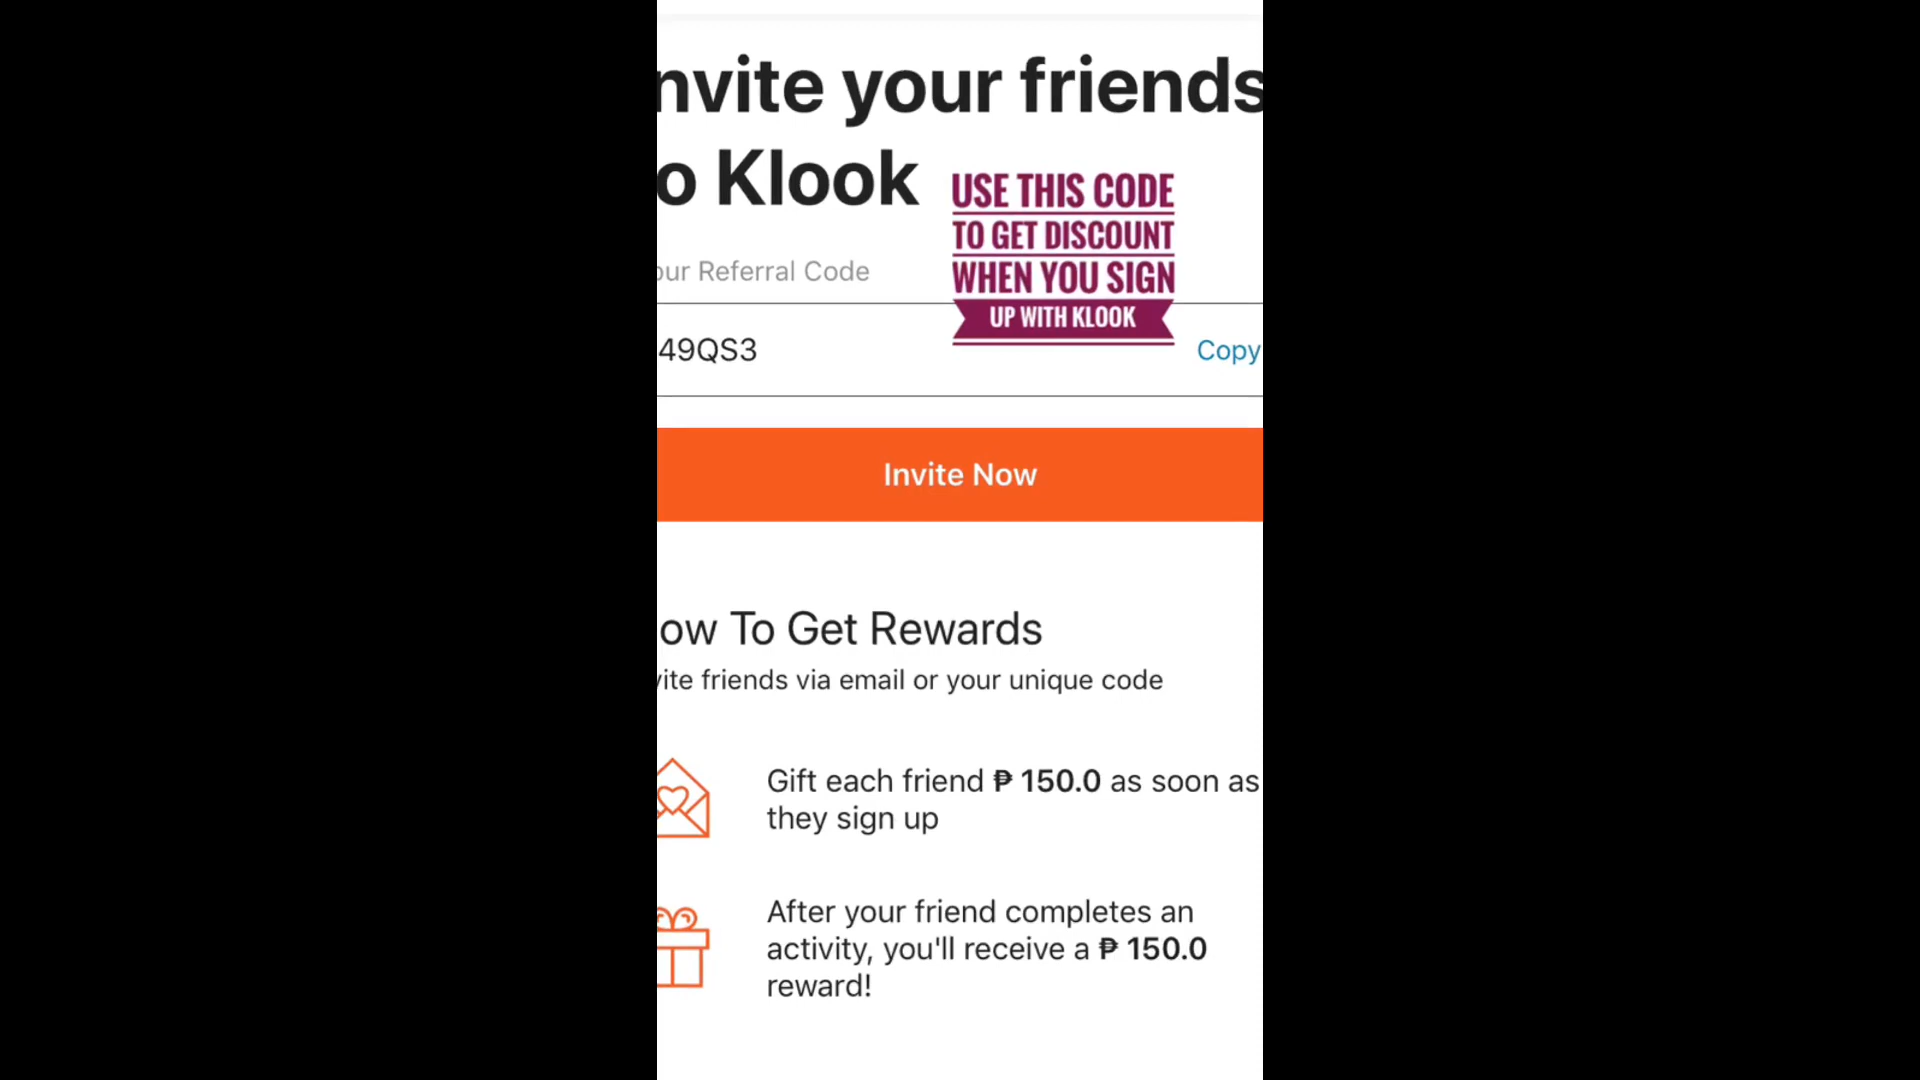 nvite your friends
o Klook
USE THIS CODE
TO GET DISCOUNT
WHEN YOU SIGN
UP WITH KLOOK
our Referral Code
49QS3
Copy
Invite Now
ow To Get Rewards
vite friends via email or your unique code
Gift each friend ₱ 150.0 as soon as
they sign up
After your friend completes an
activity, you'll receive a ₱ 150.0
reward!